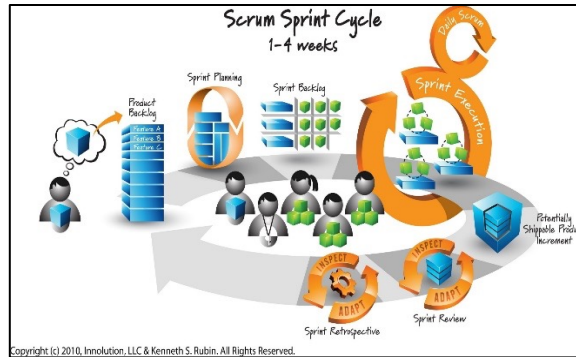 Scrum Sprint Cycle
1-4 weeks
Daily Scrum
Sprint Planning
Sprint Backlog
Sprint Execution
Product
Backlog
Feature A
Feature B
Feature C
Potentially
Shippable Product
Increment
INSPECT
ADAPT
Sprint Retrospective
INSPECT
ADAPT
Sprint Review
Copyright (c) 2010, Innolution, LLC & Kenneth S. Rubin. All Rights Reserved.